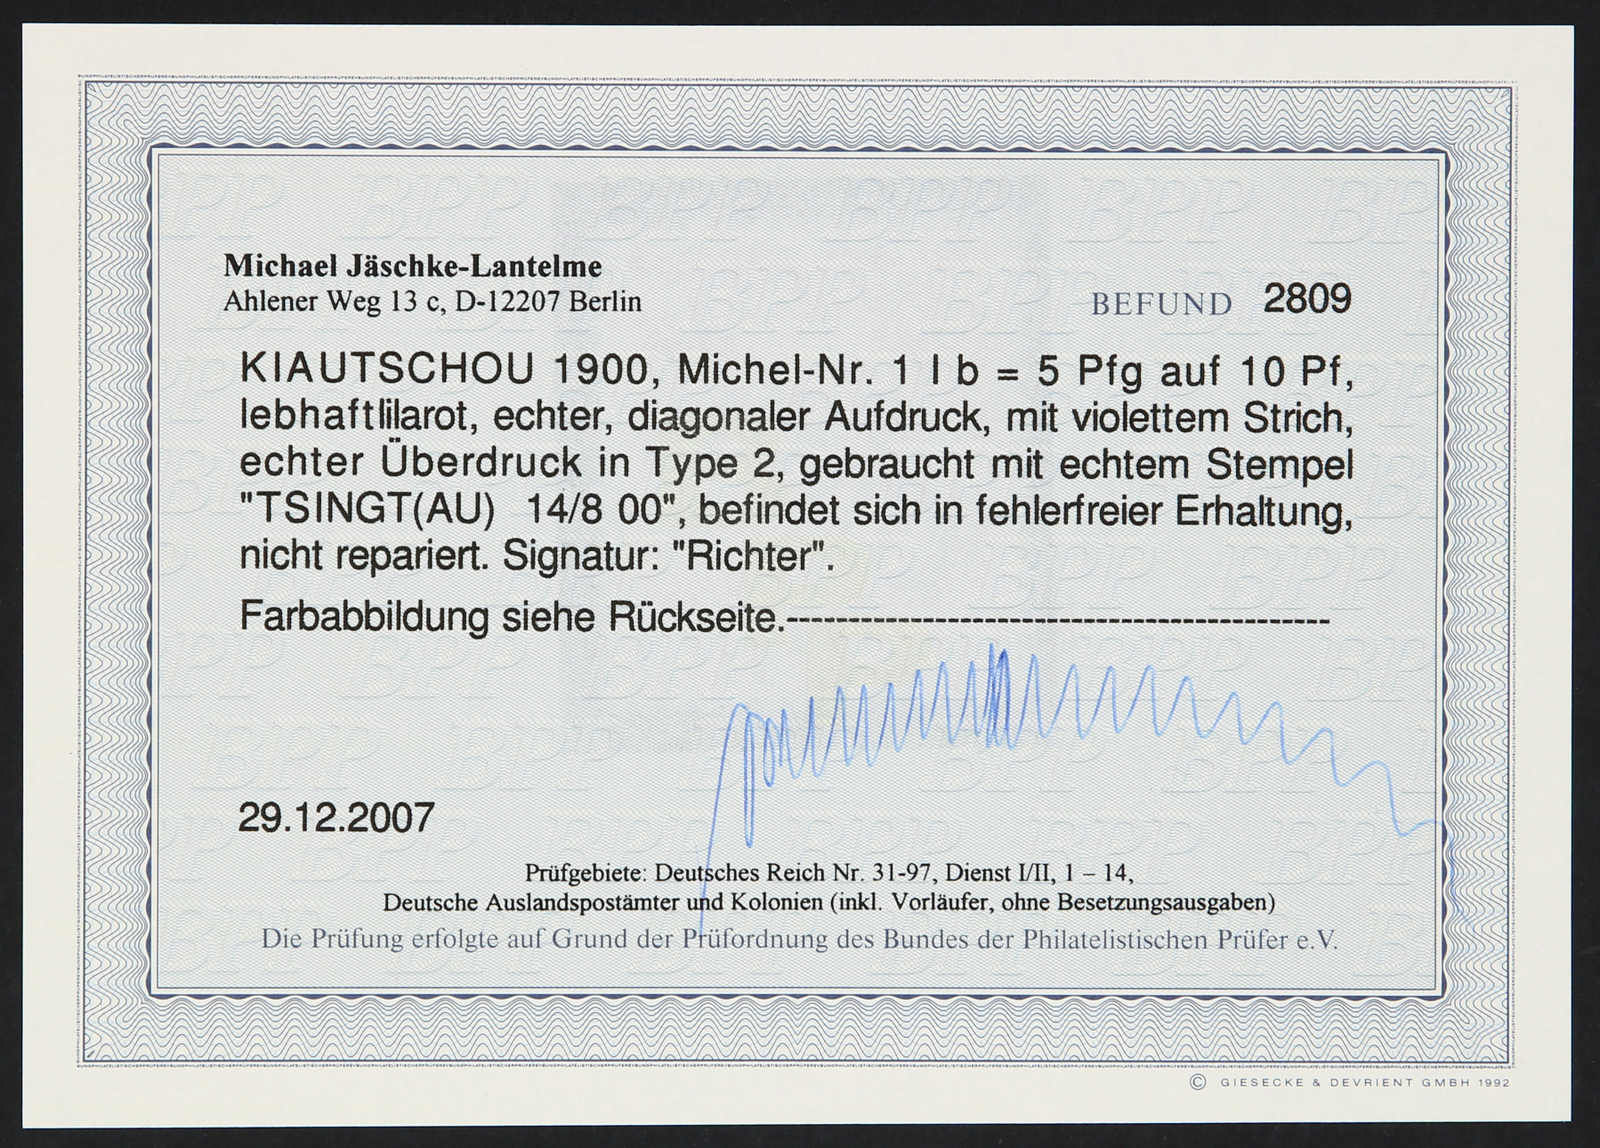 Michael Jäschke-Lantelme
Ahlener Weg 13 c, D-12207 Berlin
BEFUND 2809
KIAUTSCHOU 1900, Michel-Nr. 1 I b = 5 Pfg auf 10 Pf,
lebhaftlilarot, echter, diagonaler Aufdruck, mit violettem Strich,
echter Überdruck in Type 2, gebraucht mit echtem Stempel
"TSINGT(AU) 14/8 00", befindet sich in fehlerfreier Erhaltung,
nicht repariert. Signatur: "Richter".
Farbabbildung siehe Rückseite.-------------------------------------------------------
29.12.2007
Prüfgebiete: Deutsches Reich Nr. 31-97, Dienst I/II, 1 – 14,
Deutsche Auslandspostämter und Kolonien (inkl. Vorläufer, ohne Besetzungsausgaben)
Die Prüfung erfolgte auf Grund der Prüfordnung des Bundes der Philatelistischen Prüfer e.V.
© GIESECKE & DEVRIENT GMBH 1992